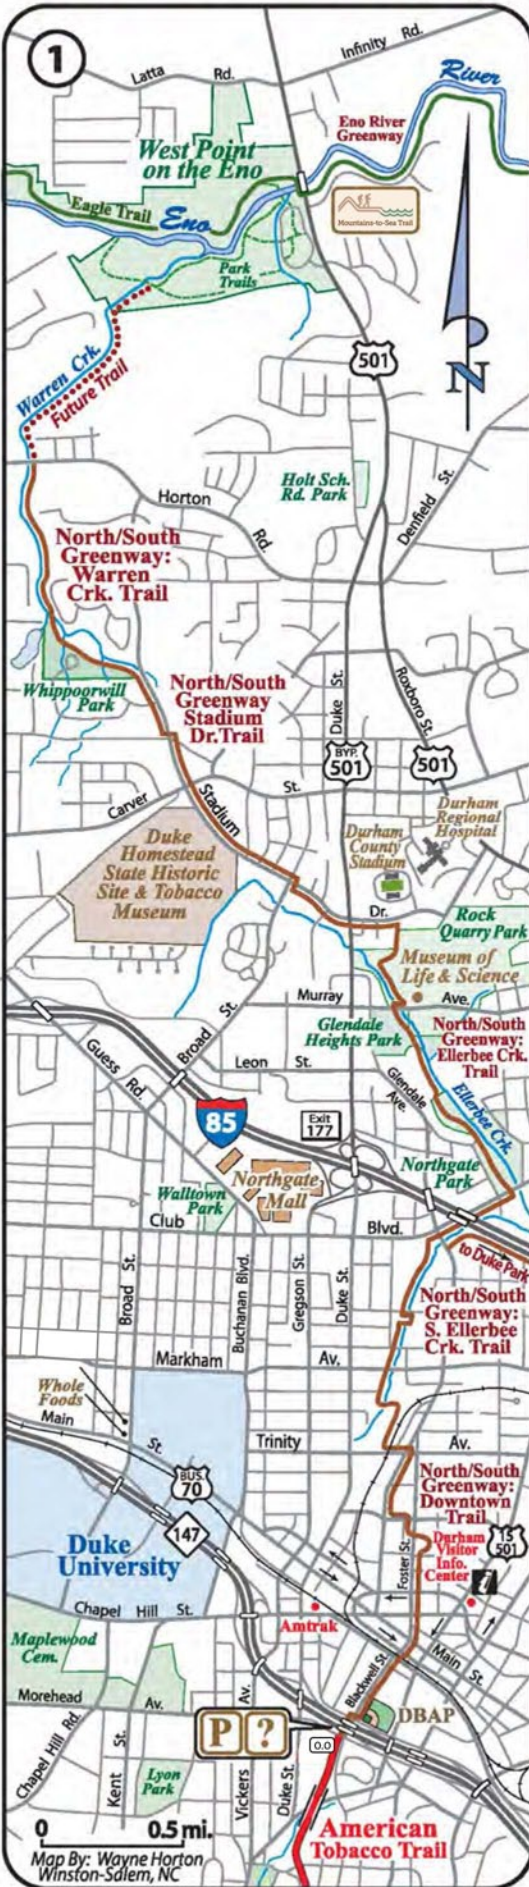 1
Latta Rd.
Infinity Rd.
River
Eno River
Greenway
West Point
on the Eno
Eagle Trail
Eno
Mountains-to-Sea Trail
Park
Trails
501
N
Warren Crk.
Future Trail
Holt Sch.
Rd. Park
Horton Rd.
Denfield St.
North/South
Greenway:
Warren
Crk. Trail
Whippoorwill
Park
North/South
Greenway
Stadium
Dr.Trail
Duke St.
Roxboro St.
BYP.
501
501
Carver St.
Stadium Dr.
Durham
Regional
Hospital
Durham
County
Stadium
Duke
Homestead
State Historic
Site & Tobacco
Museum
Rock
Quarry Park
Museum of
Life & Science
Murray Ave.
Broad St.
Glendale
Heights Park
North/South
Greenway:
Ellerbee Crk.
Trail
Guess Rd.
Leon St.
Glendale
Ave.
Ellerbee Crk.
85
Exit
177
Northgate
Mall
Northgate
Park
Walltown
Park
Club Blvd.
to Duke Park
Broad St.
Buchanan Blvd.
Gregson St.
Duke St.
North/South
Greenway:
S. Ellerbee
Crk. Trail
Markham Av.
Whole
Foods
Main St.
Trinity Av.
BUS.
70
North/South
Greenway:
Downtown
Trail
147
Duke
University
Foster St.
Durham
Visitor
Info.
Center
i
15
501
Chapel Hill St.
Amtrak
Main St.
Maplewood
Cem.
Blackwell St.
Morehead Av.
DBAP
P ?
0.0
Chapel Hill Rd.
Kent St.
Lyon
Park
Vickers Av.
Duke St.
0 0.5 mi.
American
Tobacco Trail
Map By: Wayne Horton
Winston-Salem, NC